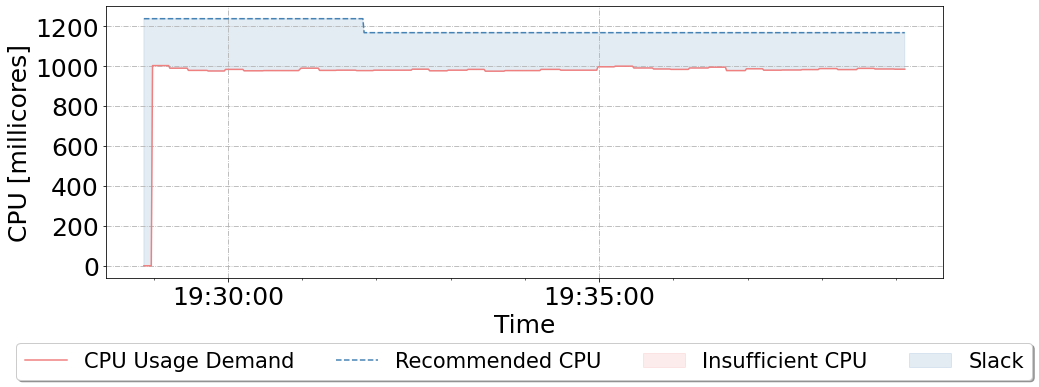 1200
1000
800
600
400
200
0
CPU [millicores]
19:30:00 19:35:00
Time
CPU Usage Demand Recommended CPU Insufficient CPU Slack